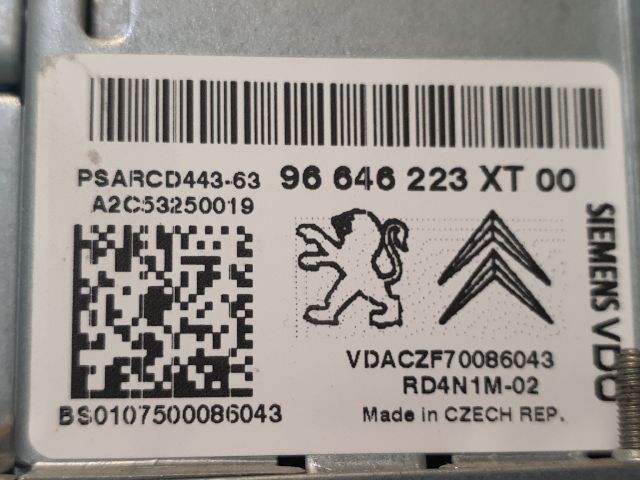 PSARCD443-63 96 646 223 XT 00
A2C53250019
SIEMENS VDO
VDACZF70086043
RD4N1M-02
BS0107500086043
Made in CZECH REP.